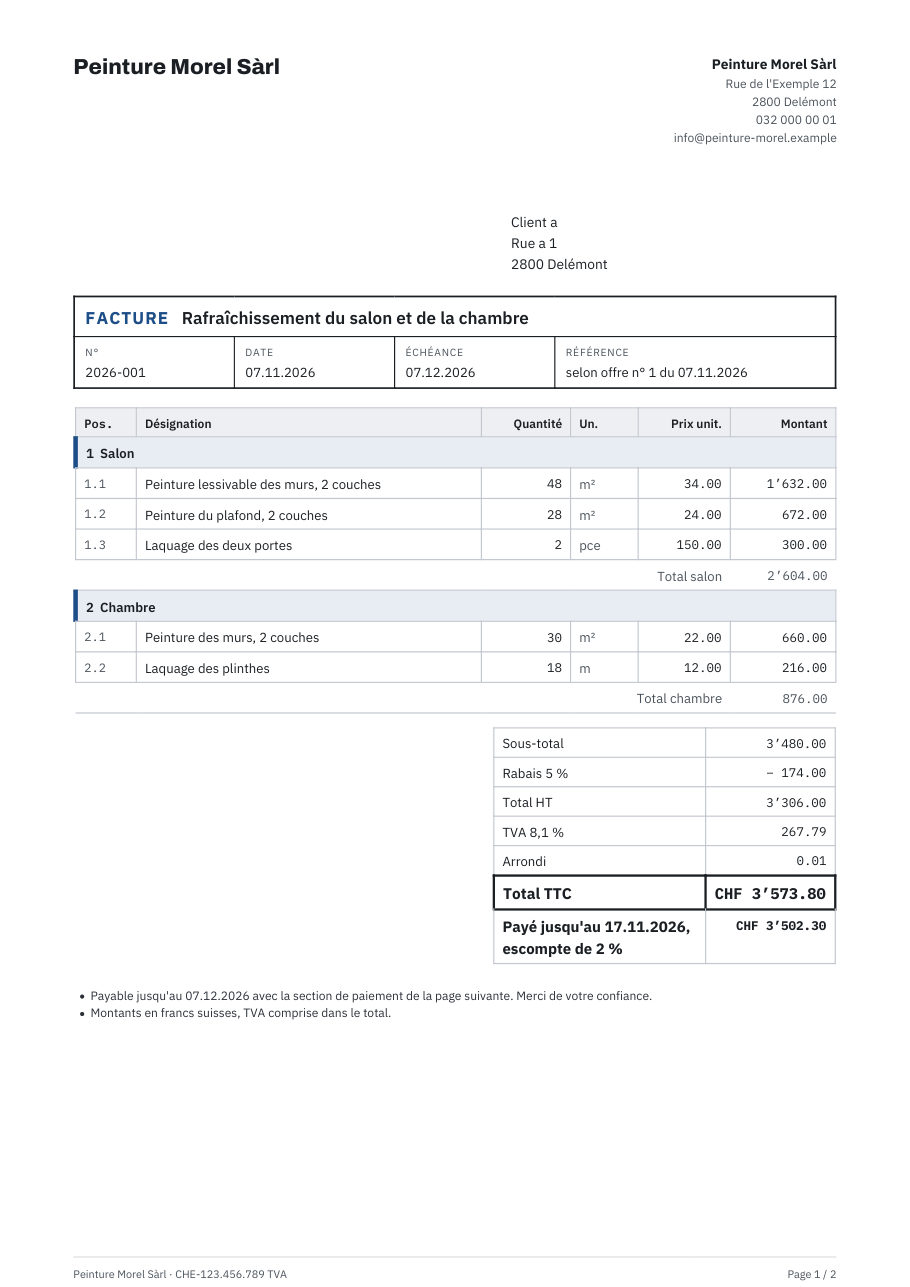 Peinture Morel Sàrl
Peinture Morel Sàrl
Rue de l'Exemple 12
2800 Delémont
032 000 00 01
info@peinture-morel.example
Client a
Rue a 1
2800 Delémont
FACTURE Rafraîchissement du salon et de la chambre
N° DATE ÉCHÉANCE RÉFÉRENCE
2026-001 07.11.2026 07.12.2026 selon offre n° 1 du 07.11.2026
Pos. Désignation Quantité Un. Prix unit. Montant
1 Salon
1.1 Peinture lessivable des murs, 2 couches 48 m² 34.00 1’632.00
1.2 Peinture du plafond, 2 couches 28 m² 24.00 672.00
1.3 Laquage des deux portes 2 pce 150.00 300.00
Total salon 2’604.00
2 Chambre
2.1 Peinture des murs, 2 couches 30 m² 22.00 660.00
2.2 Laquage des plinthes 18 m 12.00 216.00
Total chambre 876.00
Sous-total 3’480.00
Rabais 5 % − 174.00
Total HT 3’306.00
TVA 8,1 % 267.79
Arrondi 0.01
Total TTC CHF 3’573.80
Payé jusqu'au 17.11.2026, CHF 3’502.30
escompte de 2 %
• Payable jusqu'au 07.12.2026 avec la section de paiement de la page suivante. Merci de votre confiance.
• Montants en francs suisses, TVA comprise dans le total.
Peinture Morel Sàrl · CHE-123.456.789 TVA Page 1 / 2